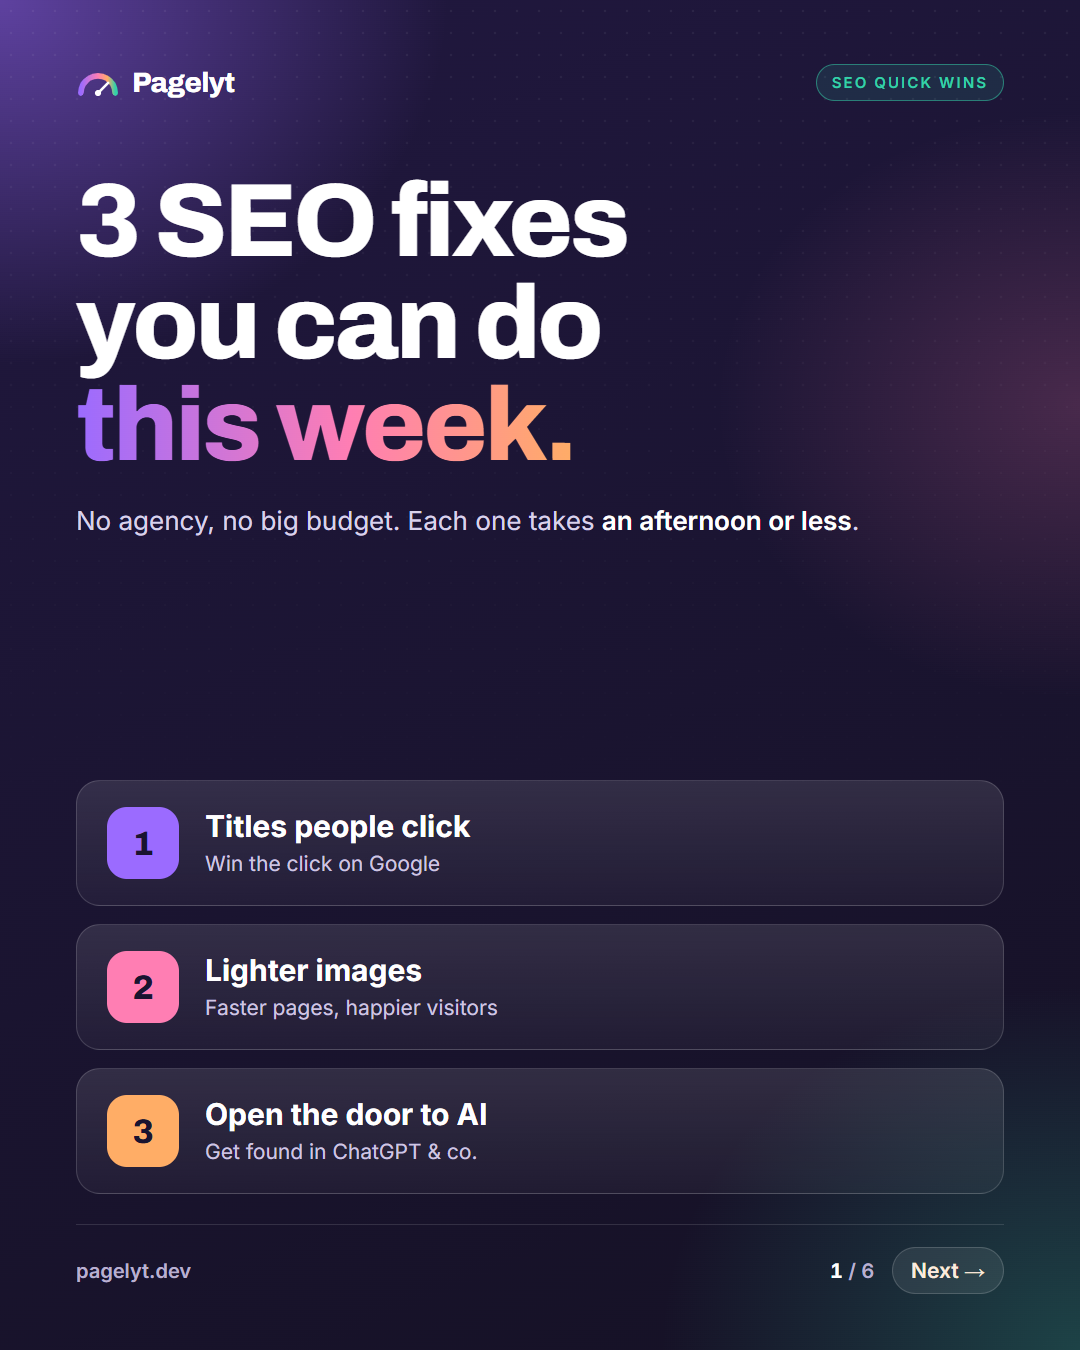 Pagelyt
SEO QUICK WINS
3 SEO fixes
you can do
this week.
No agency, no big budget. Each one takes an afternoon or less.
1
Titles people click
Win the click on Google
2
Lighter images
Faster pages, happier visitors
3
Open the door to AI
Get found in ChatGPT & co.
pagelyt.dev
1 / 6
Next →